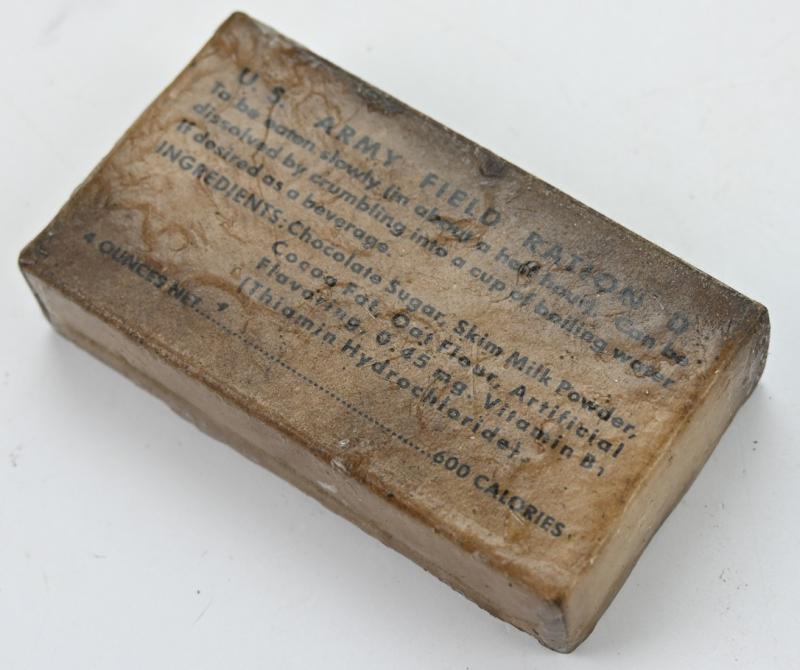 U. S. ARMY FIELD RATION D
To be eaten slowly (in about a half hour). Can be
dissolved by crumbling into a cup of boiling water
if desired as a beverage.
INGREDIENTS: Chocolate Sugar, Skim Milk Powder,
Cocoa Fat, Oat Flour, Artificial
Flavoring, 0.45 mg. Vitamin B₁
(Thiamin Hydrochloride).
4 OUNCES NET.........................600 CALORIES